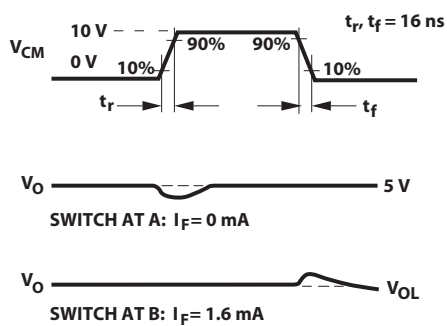 t_r, t_f = 16 ns
10 V
V_CM
90%
90%
0 V
10%
10%
t_r
t_f
V_O
5 V
SWITCH AT A: I_F = 0 mA
V_O
V_OL
SWITCH AT B: I_F = 1.6 mA